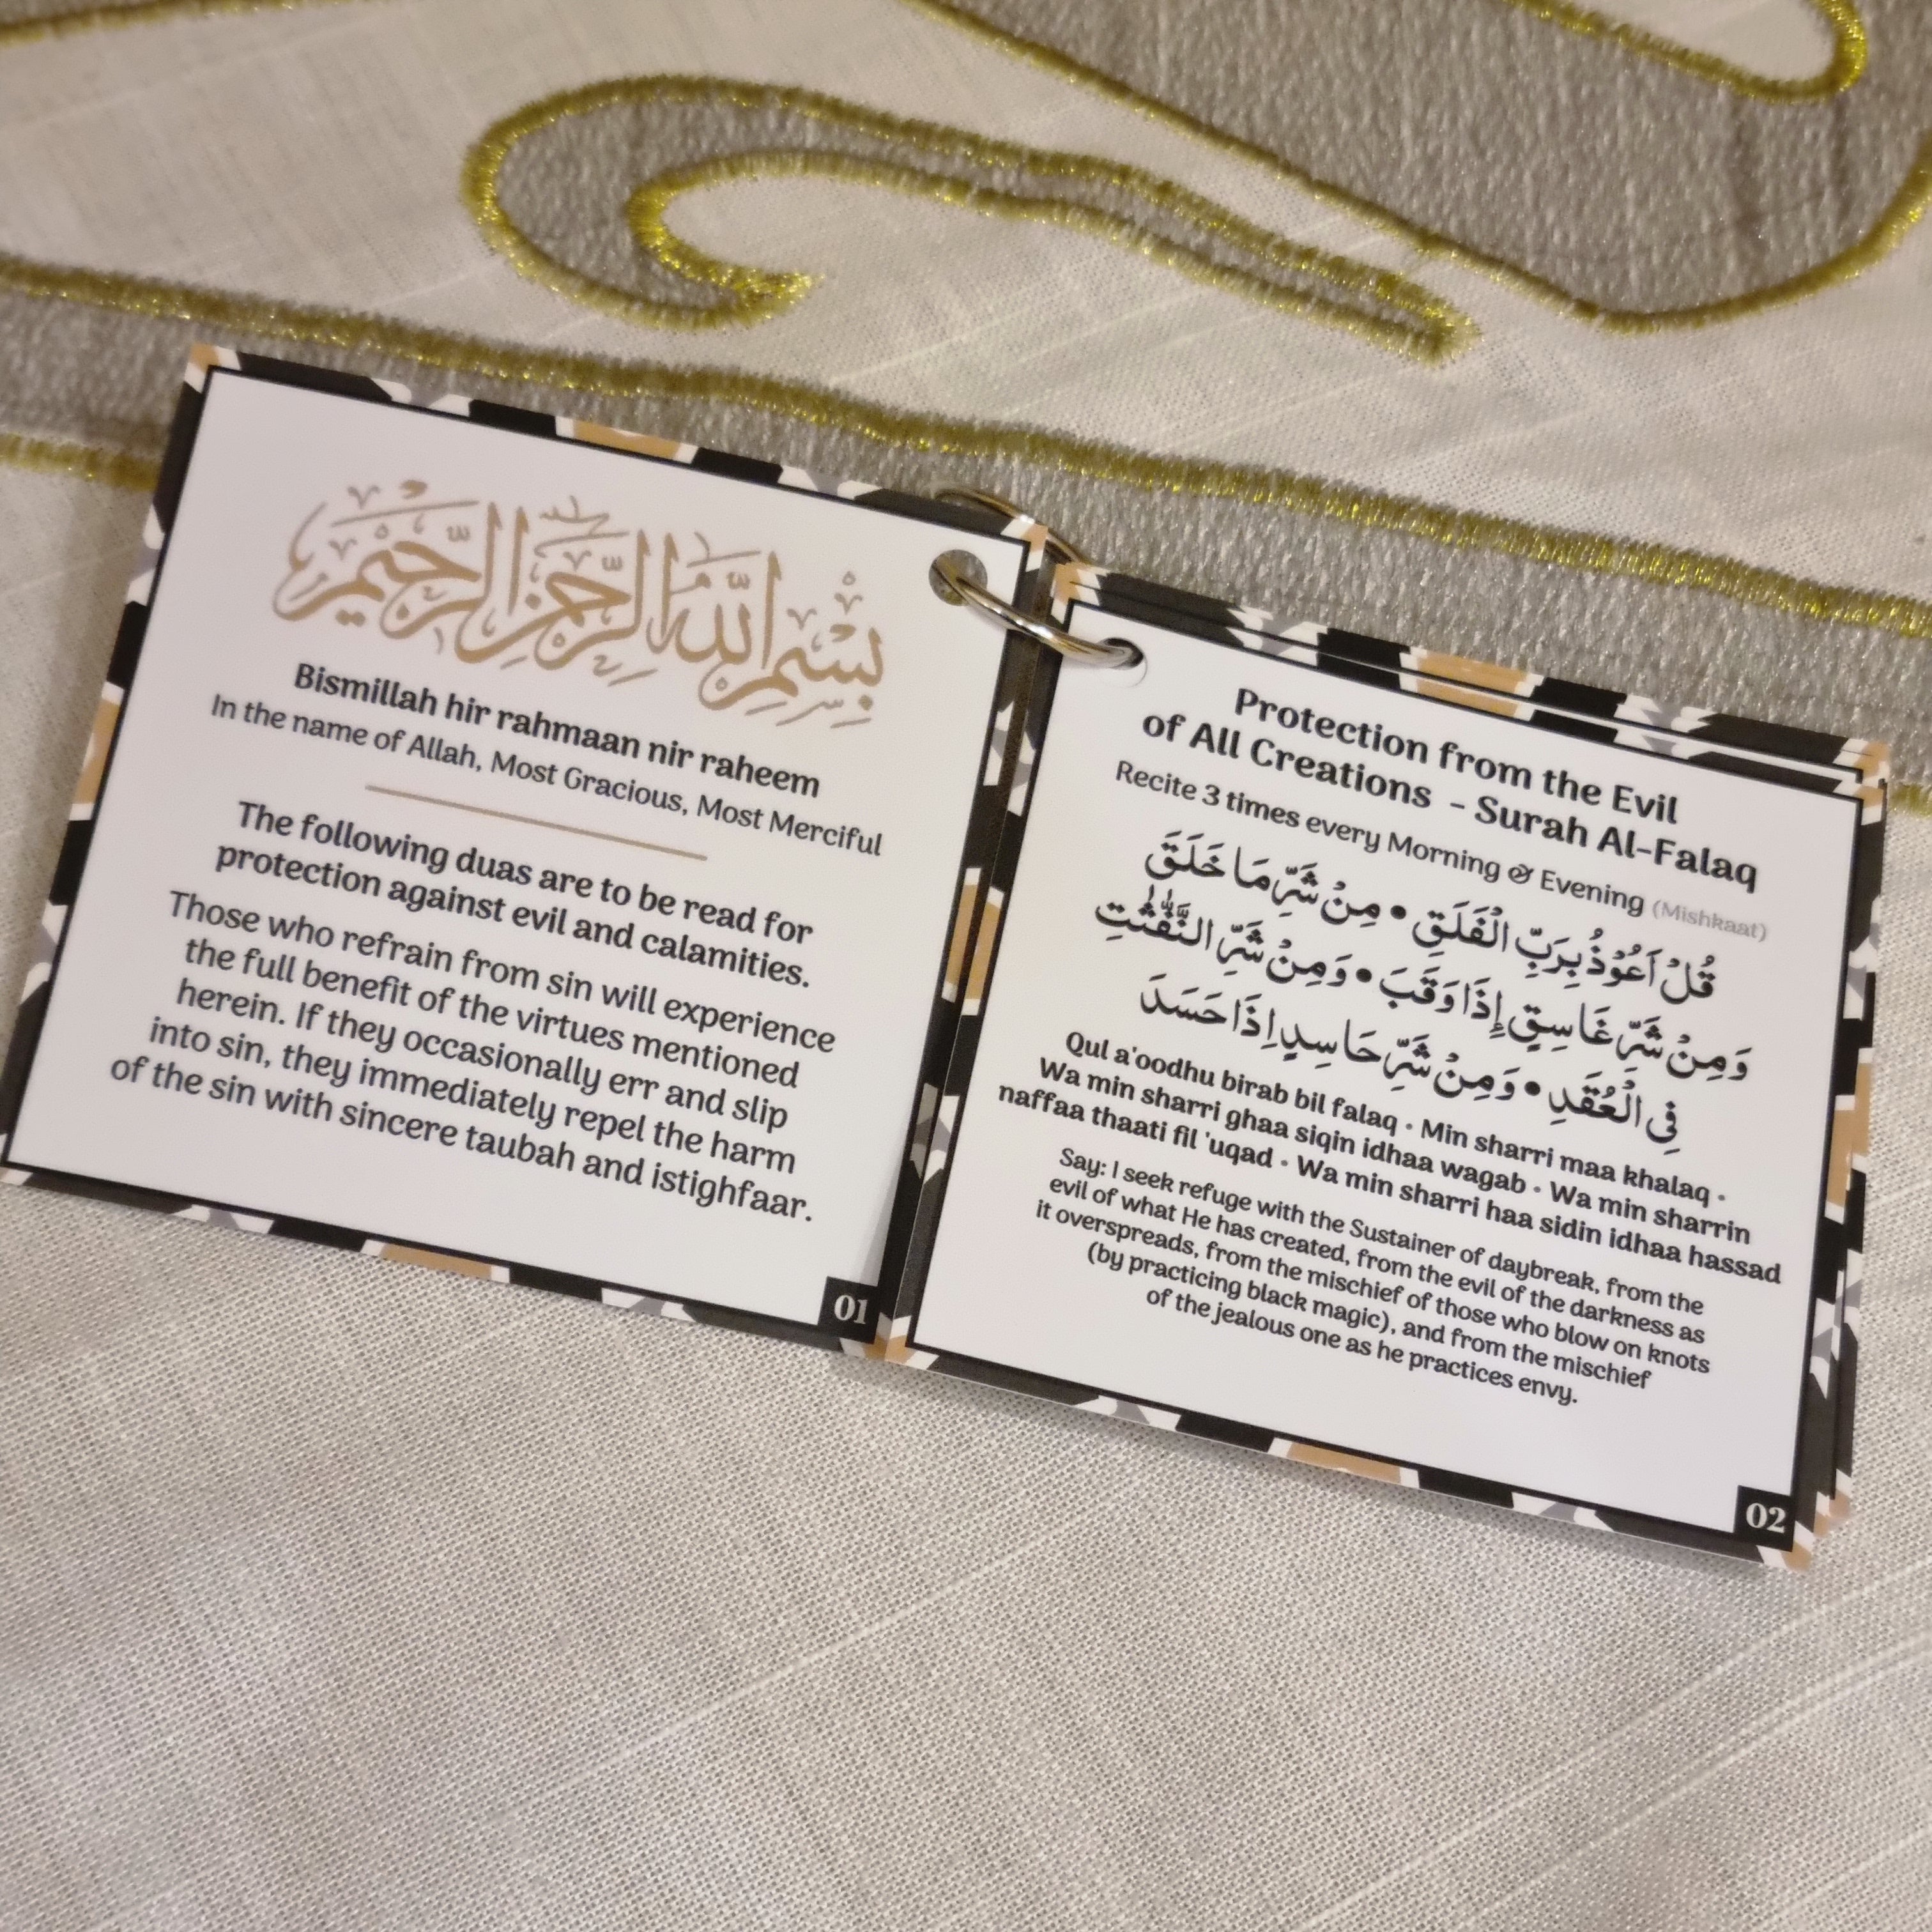 بِسْمِ اللهِ الرَّحْمٰنِ الرَّحِيْمِ
Bismillah hir rahmaan nir raheem
In the name of Allah, Most Gracious, Most Merciful
The following duas are to be read for
protection against evil and calamities.
Those who refrain from sin will experience
the full benefit of the virtues mentioned
herein. If they occasionally err and slip
into sin, they immediately repel the harm
of the sin with sincere taubah and istighfaar.
01
Protection from the Evil
of All Creations - Surah Al-Falaq
Recite 3 times every Morning & Evening (Mishkaat)
قُلْ اَعُوْذُ بِرَبِّ الْفَلَقِ • مِنْ شَرِّ مَا خَلَقَ
وَمِنْ شَرِّ غَاسِقٍ إِذَا وَقَبَ • وَمِنْ شَرِّ النَّفّٰثٰتِ
فِي الْعُقَدِ • وَمِنْ شَرِّ حَاسِدٍ اِذَا حَسَدَ
Qul a'oodhu birab bil falaq • Min sharri maa khalaq •
Wa min sharri ghaa siqin idhaa wagab • Wa min sharrin
naffaa thaati fil 'uqad • Wa min sharri haa sidin idhaa hassad
Say: I seek refuge with the Sustainer of daybreak, from the
evil of what He has created, from the evil of the darkness as
it overspreads, from the mischief of those who blow on knots
(by practicing black magic), and from the mischief
of the jealous one as he practices envy.
02